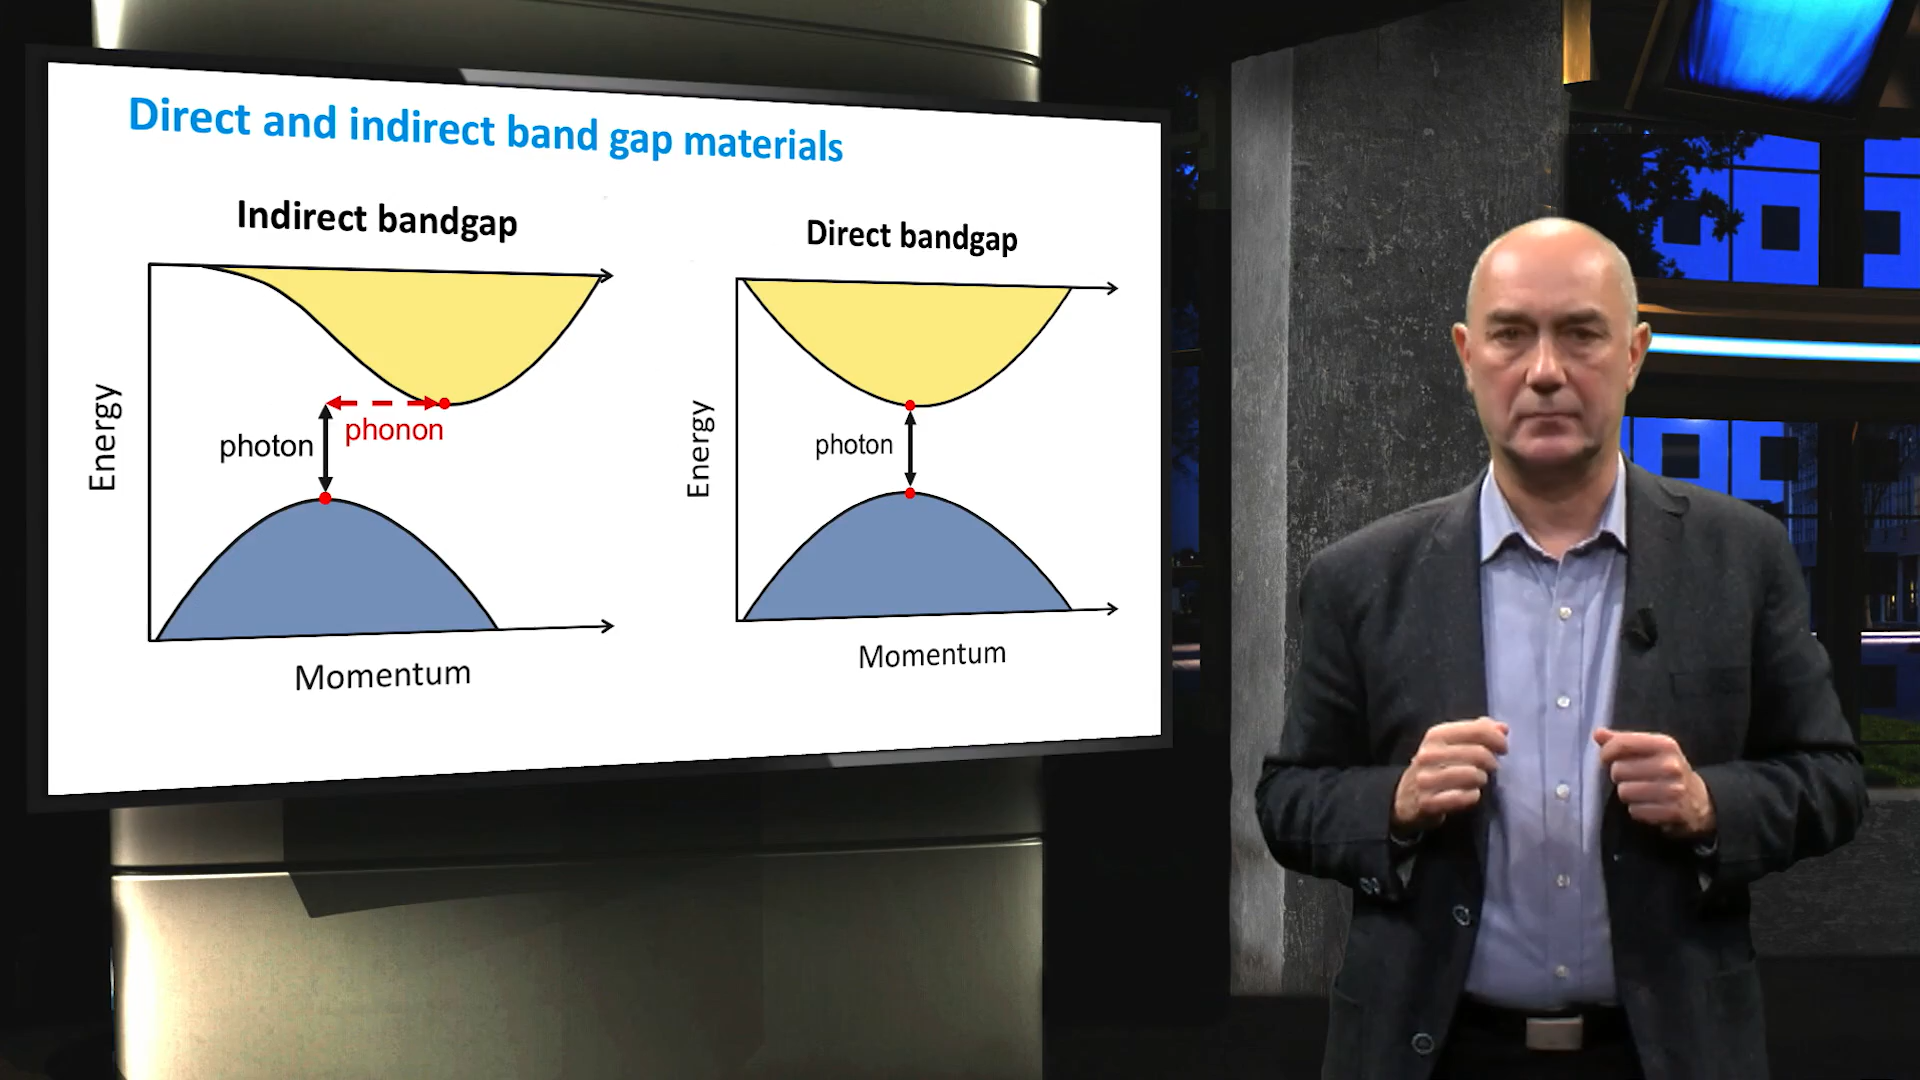 Direct and indirect band gap materials
Indirect bandgap
Energy
photon
phonon
Momentum
Direct bandgap
Energy
photon
Momentum